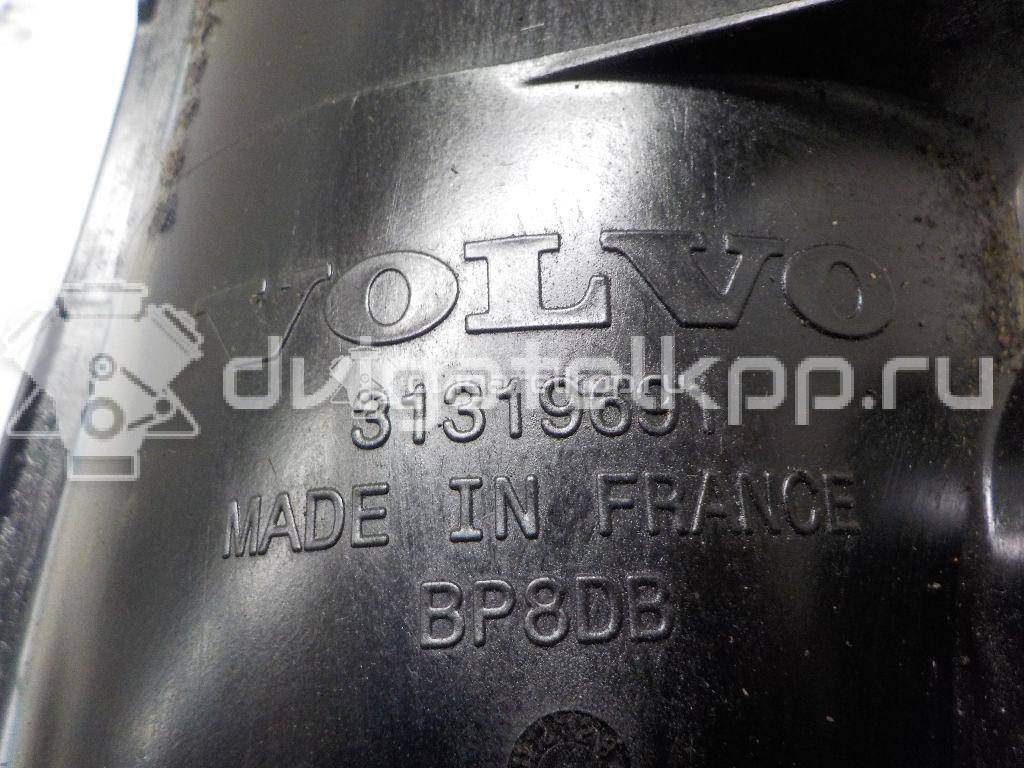 VOLVO
dvigatelkpp.ru
31319691
MADE IN FRANCE
BP8DB